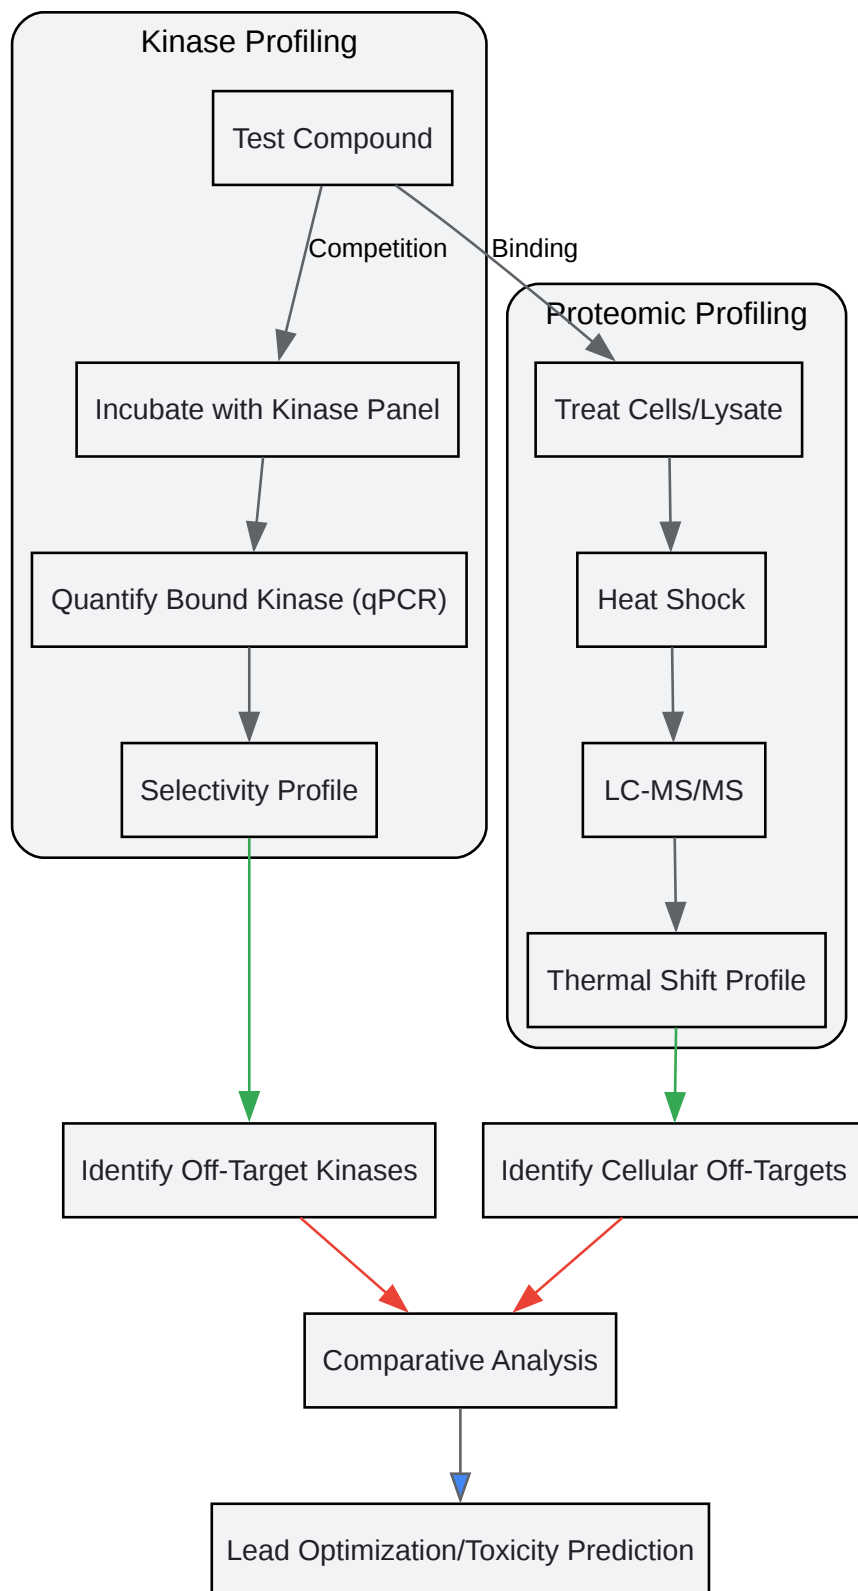 Kinase Profiling
Test Compound
Competition
Binding
Proteomic Profiling
Incubate with Kinase Panel
Treat Cells/Lysate
Quantify Bound Kinase (qPCR)
Heat Shock
Selectivity Profile
LC-MS/MS
Thermal Shift Profile
Identify Off-Target Kinases
Identify Cellular Off-Targets
Comparative Analysis
Lead Optimization/Toxicity Prediction